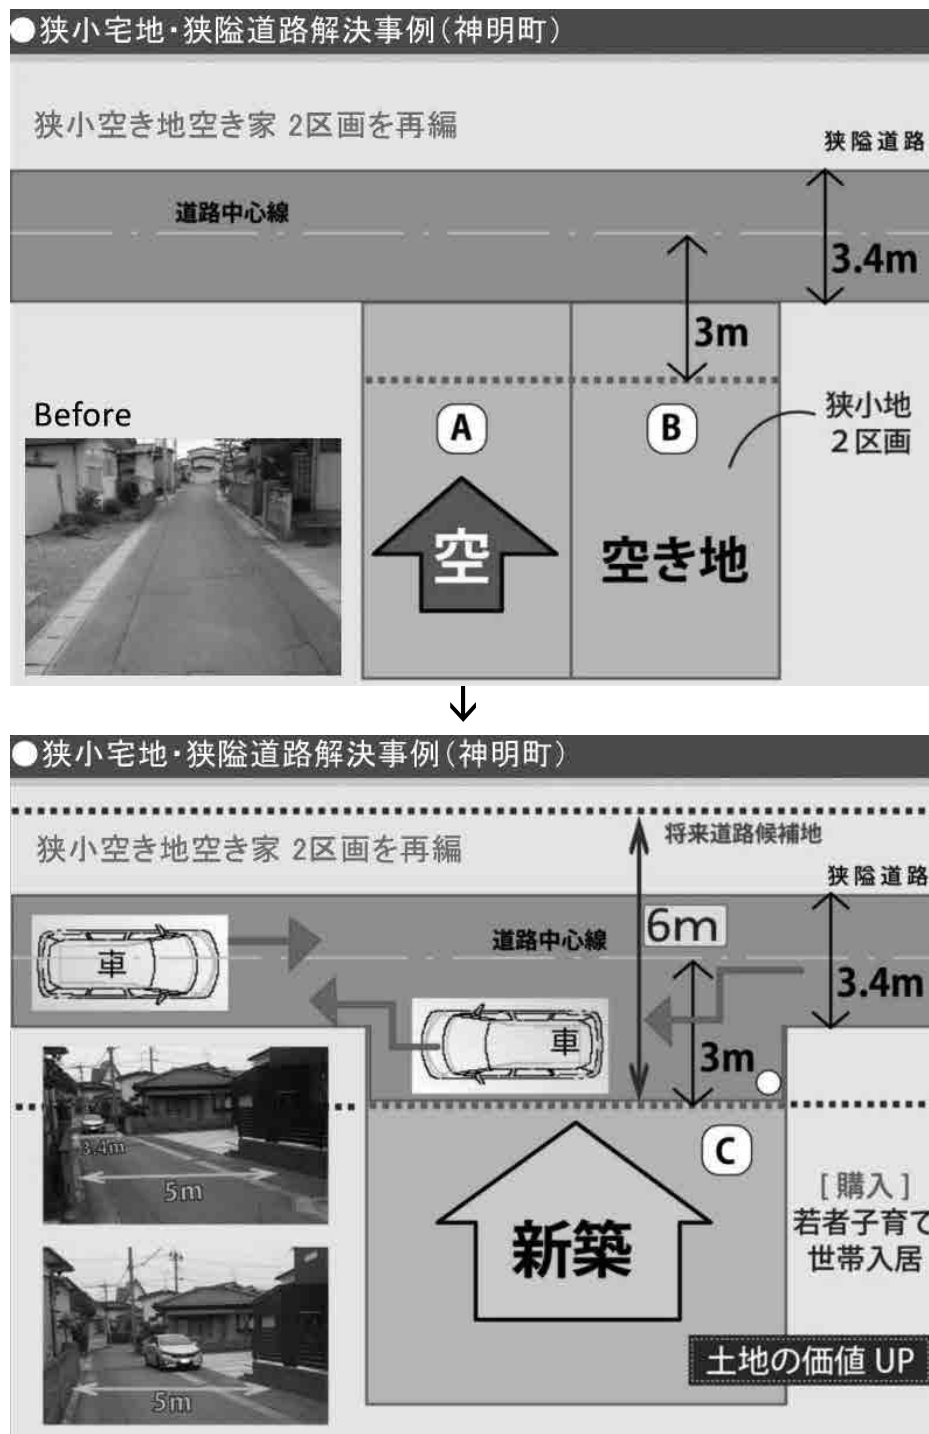 ●狭小宅地・狭隘道路解決事例(神明町)
狭小空き地空き家 2区画を再編
狭隘道路
道路中心線
3.4m
3m
Before
A
B
狭小地
2区画
空
空き地
↓
●狭小宅地・狭隘道路解決事例(神明町)
将来道路候補地
狭小空き地空き家 2区画を再編
狭隘道路
6m
道路中心線
車
3.4m
車
3m
3.4m
5m
C
[購入]
若者子育て
世帯入居
新築
土地の価値 UP
5m